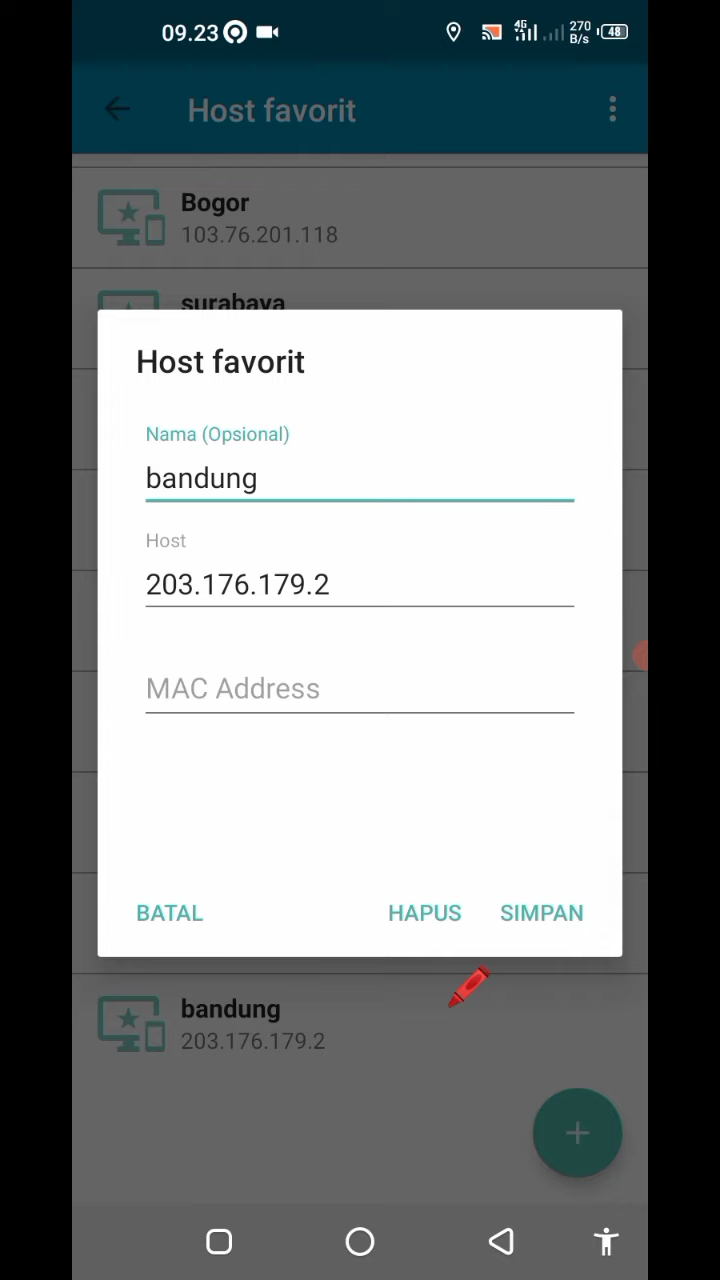 09.23
4G
270
B/s
48
Host favorit
Bogor
103.76.201.118
surabaya
Host favorit
Nama (Opsional)
bandung
Host
203.176.179.2
MAC Address
BATAL
HAPUS
SIMPAN
bandung
203.176.179.2